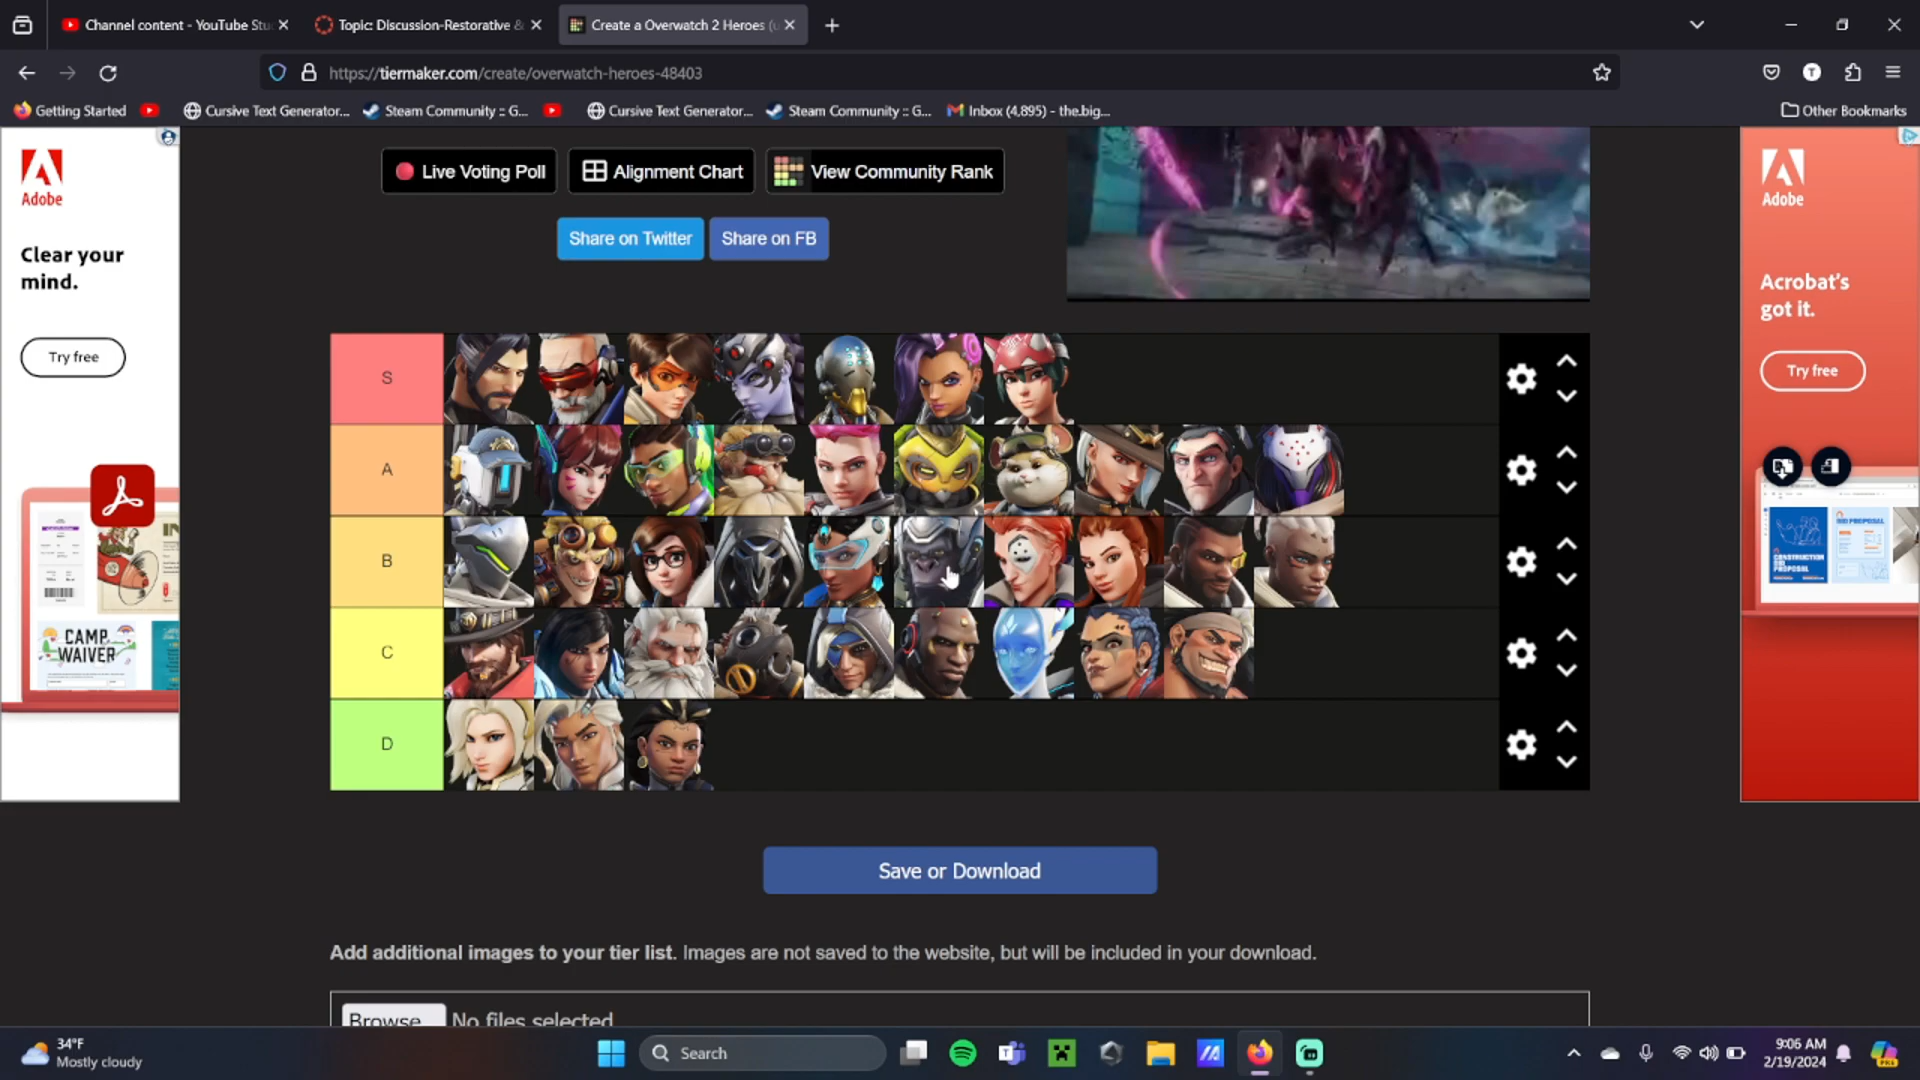 Channel content - YouTube Stu
Topic: Discussion-Restorative &
Create a Overwatch 2 Heroes (u
https://tiermaker.com/create/overwatch-heroes-48403
T
Getting Started
Cursive Text Generator...
Steam Community :: G...
Cursive Text Generator...
Steam Community :: G...
Inbox (4,895) - the.big...
Other Bookmarks
Adobe
Clear your
mind.
Try free
CAMP
WAIVER
Live Voting Poll
Alignment Chart
View Community Rank
Share on Twitter
Share on FB
S
A
B
C
D
Save or Download
Add additional images to your tier list. Images are not saved to the website, but will be included in your download.
Browse...
No files selected.
Adobe
Acrobat's
got it.
Try free
CONSTRUCTION
BID
PROPOSAL
BID PROPOSAL
34°F
Mostly cloudy
Search
9:06 AM
2/19/2024